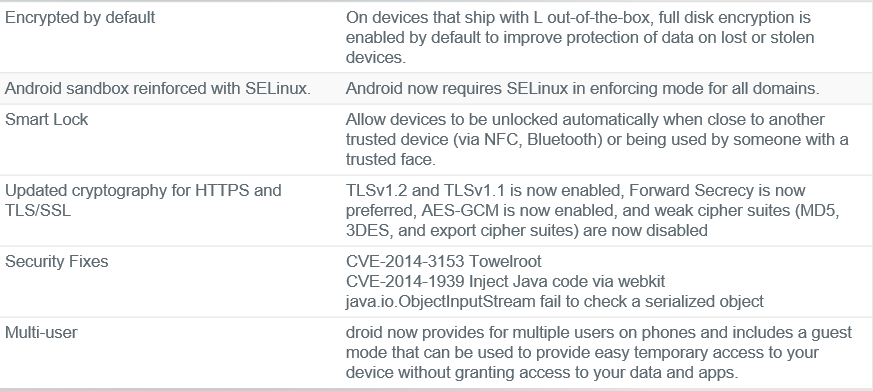 Encrypted by default
On devices that ship with L out-of-the-box, full disk encryption is
enabled by default to improve protection of data on lost or stolen
devices.
Android sandbox reinforced with SELinux.
Android now requires SELinux in enforcing mode for all domains.
Smart Lock
Allow devices to be unlocked automatically when close to another
trusted device (via NFC, Bluetooth) or being used by someone with a
trusted face.
Updated cryptography for HTTPS and
TLS/SSL
TLSv1.2 and TLSv1.1 is now enabled, Forward Secrecy is now
preferred, AES-GCM is now enabled, and weak cipher suites (MD5,
3DES, and export cipher suites) are now disabled
Security Fixes
CVE-2014-3153 Towelroot
CVE-2014-1939 Inject Java code via webkit
java.io.ObjectInputStream fail to check a serialized object
Multi-user
droid now provides for multiple users on phones and includes a guest
mode that can be used to provide easy temporary access to your
device without granting access to your data and apps.